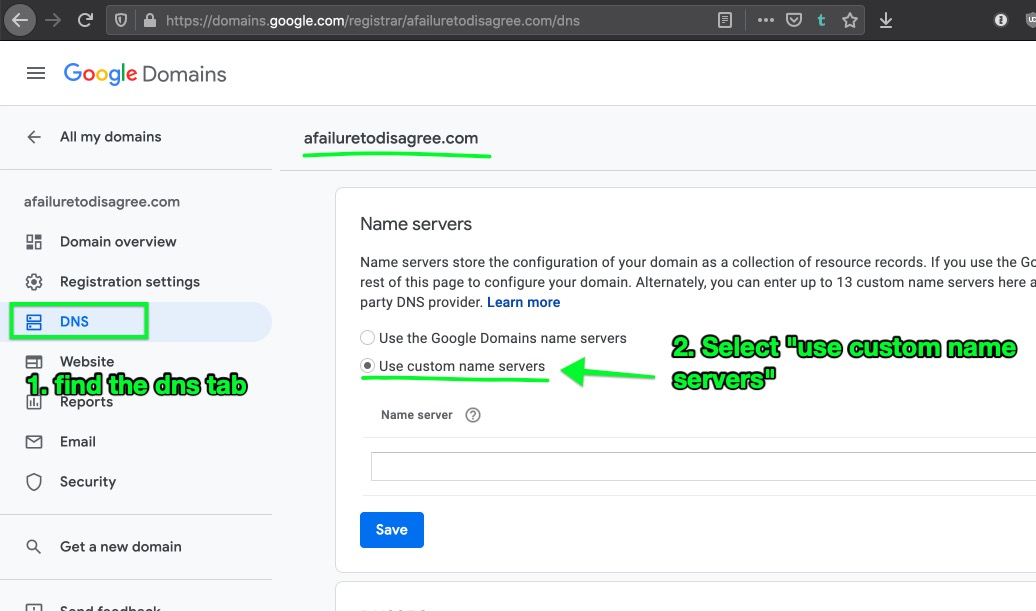 https://domains.google.com/registrar/afailuretodisagree.com/dns
Google Domains
All my domains
afailuretodisagree.com
afailuretodisagree.com
Domain overview
Registration settings
DNS
Website
1. find the dns tab
Reports
Email
Security
Get a new domain
Send feedback
Name servers
Name servers store the configuration of your domain as a collection of resource records. If you use the Go
rest of this page to configure your domain. Alternately, you can enter up to 13 custom name servers here a
party DNS provider. Learn more
Use the Google Domains name servers
Use custom name servers
2. Select "use custom name
servers"
Name server
Save